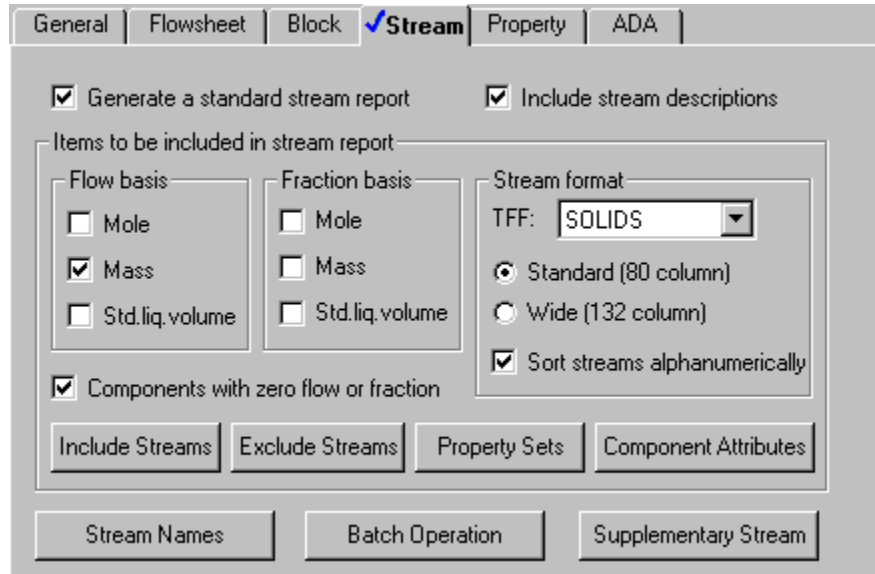 General Flowsheet Block Stream Property ADA
Generate a standard stream report Include stream descriptions
Items to be included in stream report
Flow basis Fraction basis Stream format
Mole Mole TFF: SOLIDS
Mass Mass Standard (80 column)
Std.liq.volume Std.liq.volume Wide (132 column)
Sort streams alphanumerically
Components with zero flow or fraction
Include Streams Exclude Streams Property Sets Component Attributes
Stream Names Batch Operation Supplementary Stream